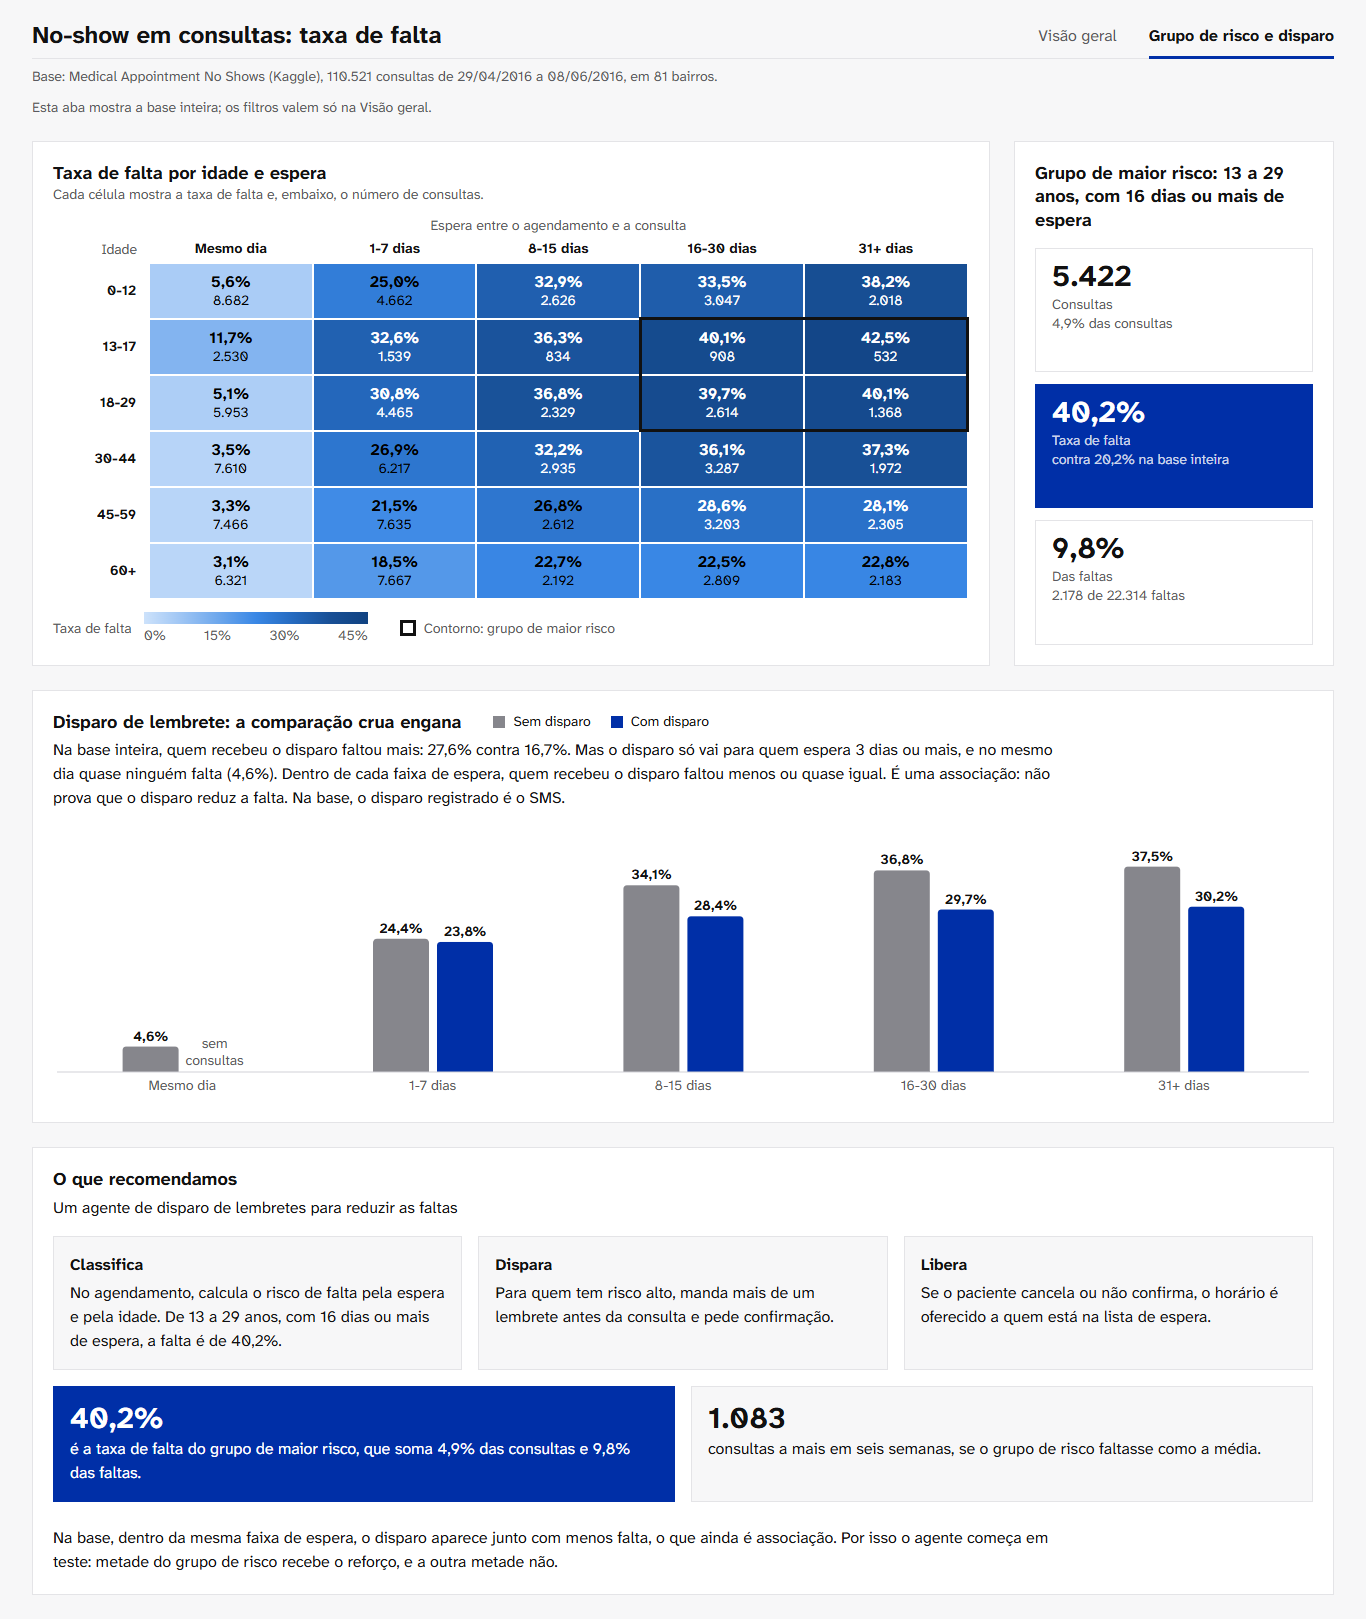 No-show em consultas: taxa de falta
Visão geral
Grupo de risco e disparo
Base: Medical Appointment No Shows (Kaggle), 110.521 consultas de 29/04/2016 a 08/06/2016, em 81 bairros.
Esta aba mostra a base inteira; os filtros valem só na Visão geral.
Taxa de falta por idade e espera
Cada célula mostra a taxa de falta e, embaixo, o número de consultas.
Espera entre o agendamento e a consulta
Idade Mesmo dia 1-7 dias 8-15 dias 16-30 dias 31+ dias
0-12 5,6% 25,0% 32,9% 33,5% 38,2%
8.682 4.662 2.626 3.047 2.018
13-17 11,7% 32,6% 36,3% 40,1% 42,5%
2.530 1.539 834 908 532
18-29 5,1% 30,8% 36,8% 39,7% 40,1%
5.953 4.465 2.329 2.614 1.368
30-44 3,5% 26,9% 32,2% 36,1% 37,3%
7.610 6.217 2.935 3.287 1.972
45-59 3,3% 21,5% 26,8% 28,6% 28,1%
7.466 7.635 2.612 3.203 2.305
60+ 3,1% 18,5% 22,7% 22,5% 22,8%
6.321 7.667 2.192 2.809 2.183
Taxa de falta 0% 15% 30% 45%
Contorno: grupo de maior risco
Grupo de maior risco: 13 a 29
anos, com 16 dias ou mais de
espera
5.422
Consultas
4,9% das consultas
40,2%
Taxa de falta
contra 20,2% na base inteira
9,8%
Das faltas
2.178 de 22.314 faltas
Disparo de lembrete: a comparação crua engana
Sem disparo
Com disparo
Na base inteira, quem recebeu o disparo faltou mais: 27,6% contra 16,7%. Mas o disparo só vai para quem espera 3 dias ou mais, e no mesmo
dia quase ninguém falta (4,6%). Dentro de cada faixa de espera, quem recebeu o disparo faltou menos ou quase igual. É uma associação: não
prova que o disparo reduz a falta. Na base, o disparo registrado é o SMS.
4,6%
sem
consultas
24,4%
23,8%
34,1%
28,4%
36,8%
29,7%
37,5%
30,2%
Mesmo dia
1-7 dias
8-15 dias
16-30 dias
31+ dias
O que recomendamos
Um agente de disparo de lembretes para reduzir as faltas
Classifica
No agendamento, calcula o risco de falta pela espera
e pela idade. De 13 a 29 anos, com 16 dias ou mais
de espera, a falta é de 40,2%.
Dispara
Para quem tem risco alto, manda mais de um
lembrete antes da consulta e pede confirmação.
Libera
Se o paciente cancela ou não confirma, o horário é
oferecido a quem está na lista de espera.
40,2%
é a taxa de falta do grupo de maior risco, que soma 4,9% das consultas e 9,8%
das faltas.
1.083
consultas a mais em seis semanas, se o grupo de risco faltasse como a média.
Na base, dentro da mesma faixa de espera, o disparo aparece junto com menos falta, o que ainda é associação. Por isso o agente começa em
teste: metade do grupo de risco recebe o reforço, e a outra metade não.